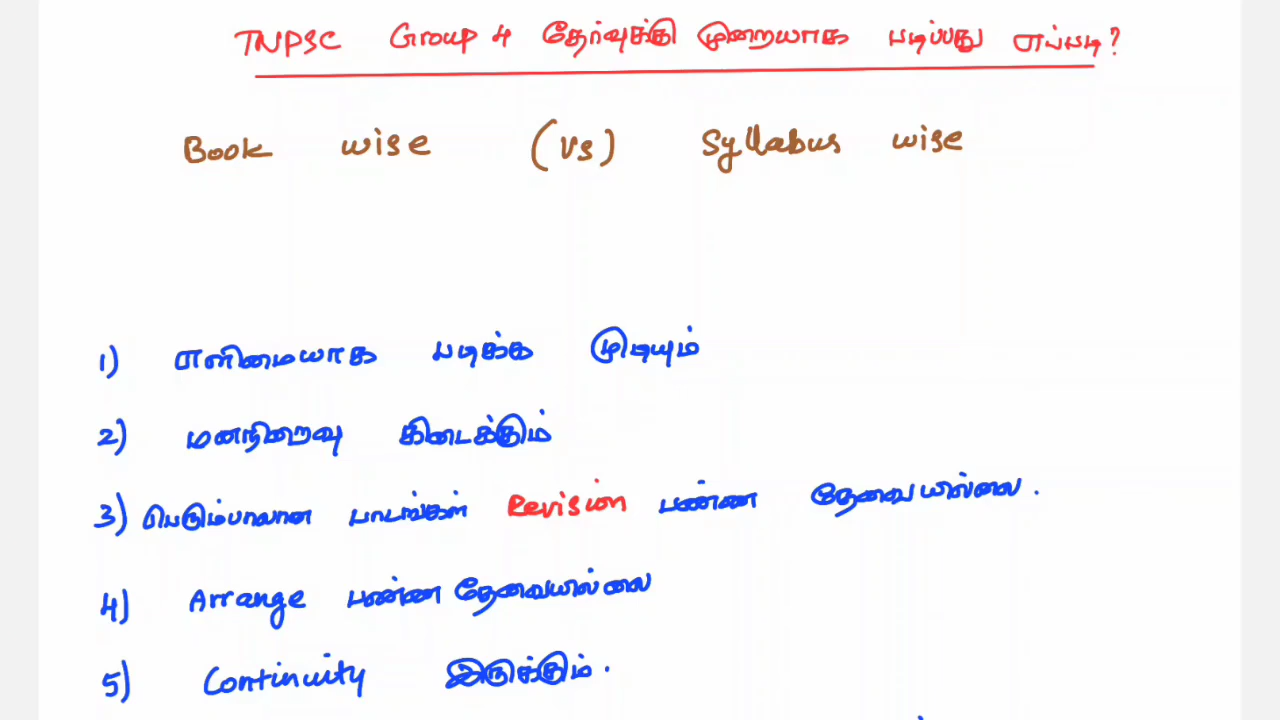 TNPSC Group 4 தேர்வுக்கு முறையாக படிப்பது எப்படி?
Book wise (Vs) Syllabus wise
1) எளிமையாக படிக்க முடியும்
2) மனநிறைவு கிடைக்கும்
3) பெரும்பாலான பாடங்கள் Revision பண்ண தேவையில்லை.
4) Arrange பண்ண தேவையில்லை
5) Continuity இருக்கும்.